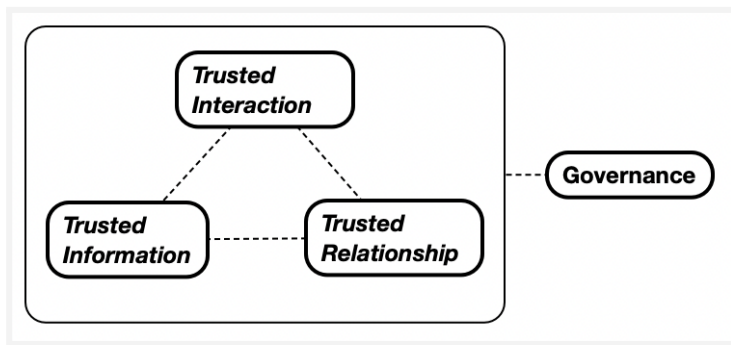 Trusted
Interaction
Trusted
Information
Trusted
Relationship
Governance